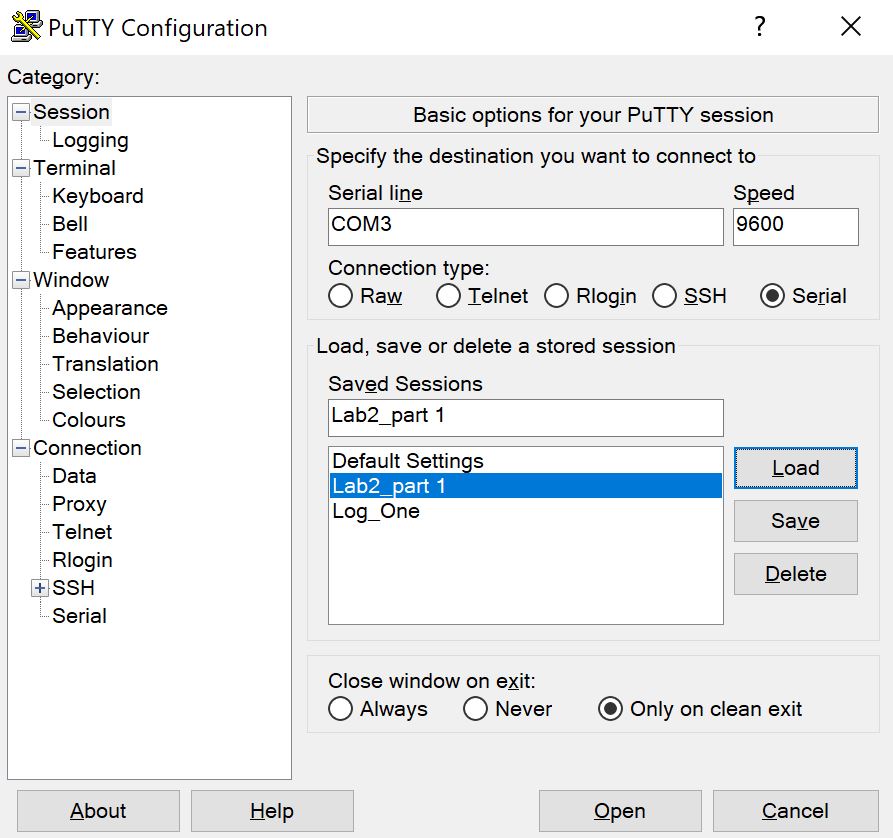 PuTTY Configuration
?
Category:
Session
Logging
Terminal
Keyboard
Bell
Features
Window
Appearance
Behaviour
Translation
Selection
Colours
Connection
Data
Proxy
Telnet
Rlogin
SSH
Serial
Basic options for your PuTTY session
Specify the destination you want to connect to
Serial line Speed
COM3 9600
Connection type:
Raw Telnet Rlogin SSH Serial
Load, save or delete a stored session
Saved Sessions
Lab2_part 1
Default Settings
Lab2_part 1
Log_One
Load
Save
Delete
Close window on exit:
Always Never Only on clean exit
About Help Open Cancel